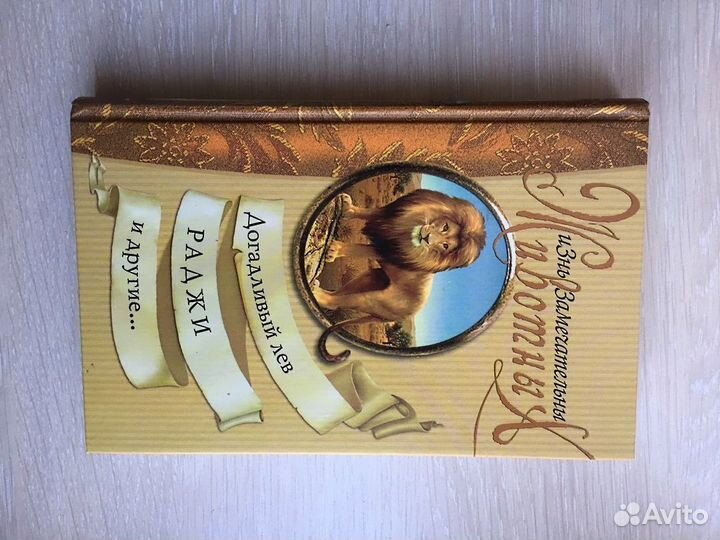 Жизнь замечательных
Животных
Догадливый лев
РАДЖИ
и другие...
Avito